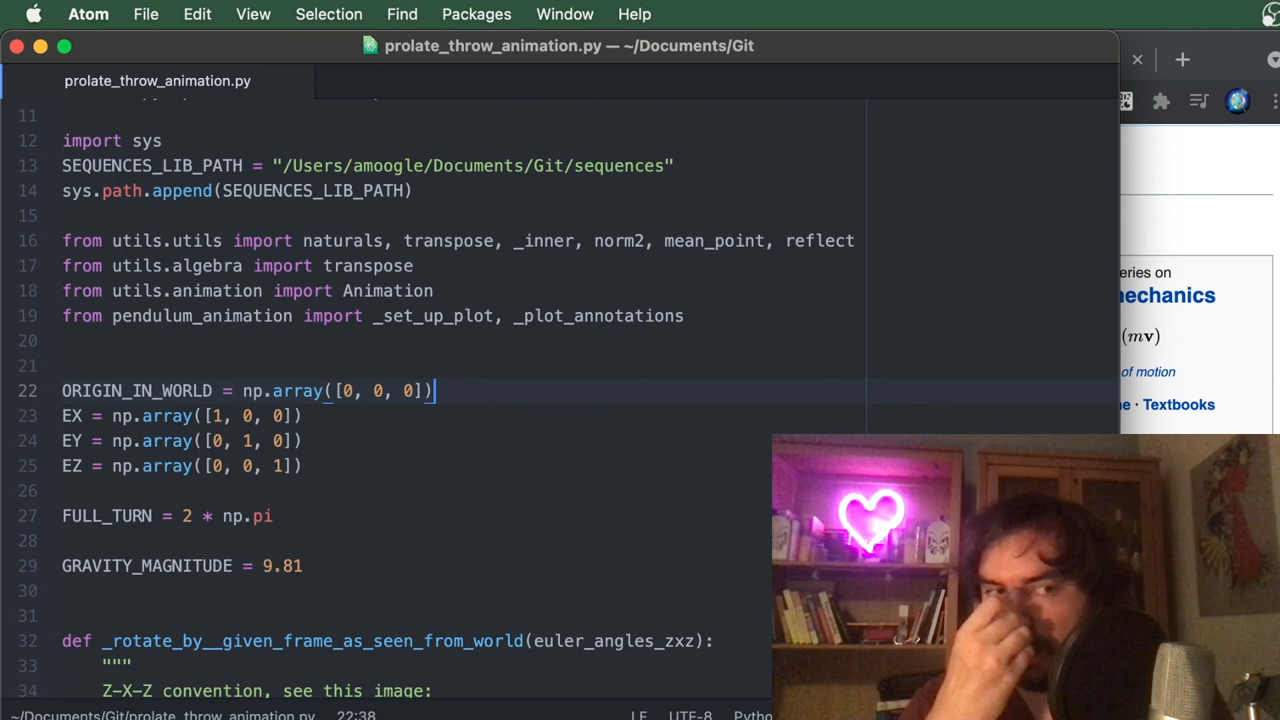 Atom File Edit View Selection Find Packages Window Help
prolate_throw_animation.py — ~/Documents/Git
prolate_throw_animation.py
11
12 import sys
13 SEQUENCES_LIB_PATH = "/Users/amoogle/Documents/Git/sequences"
14 sys.path.append(SEQUENCES_LIB_PATH)
15
16 from utils.utils import naturals, transpose, _inner, norm2, mean_point, reflect
17 from utils.algebra import transpose
18 from utils.animation import Animation
19 from pendulum_animation import _set_up_plot, _plot_annotations
20
21
22 ORIGIN_IN_WORLD = np.array([0, 0, 0])
23 EX = np.array([1, 0, 0])
24 EY = np.array([0, 1, 0])
25 EZ = np.array([0, 0, 1])
26
27 FULL_TURN = 2 * np.pi
28
29 GRAVITY_MAGNITUDE = 9.81
30
31
32 def _rotate_by__given_frame_as_seen_from_world(euler_angles_zxz):
33 """
34 Z-X-Z convention, see this image:
~/Documents/Git/prolate_throw_animation.py 22:38 LF UTF-8 Python
eries on
echanics
(mv)
of motion
· Textbooks